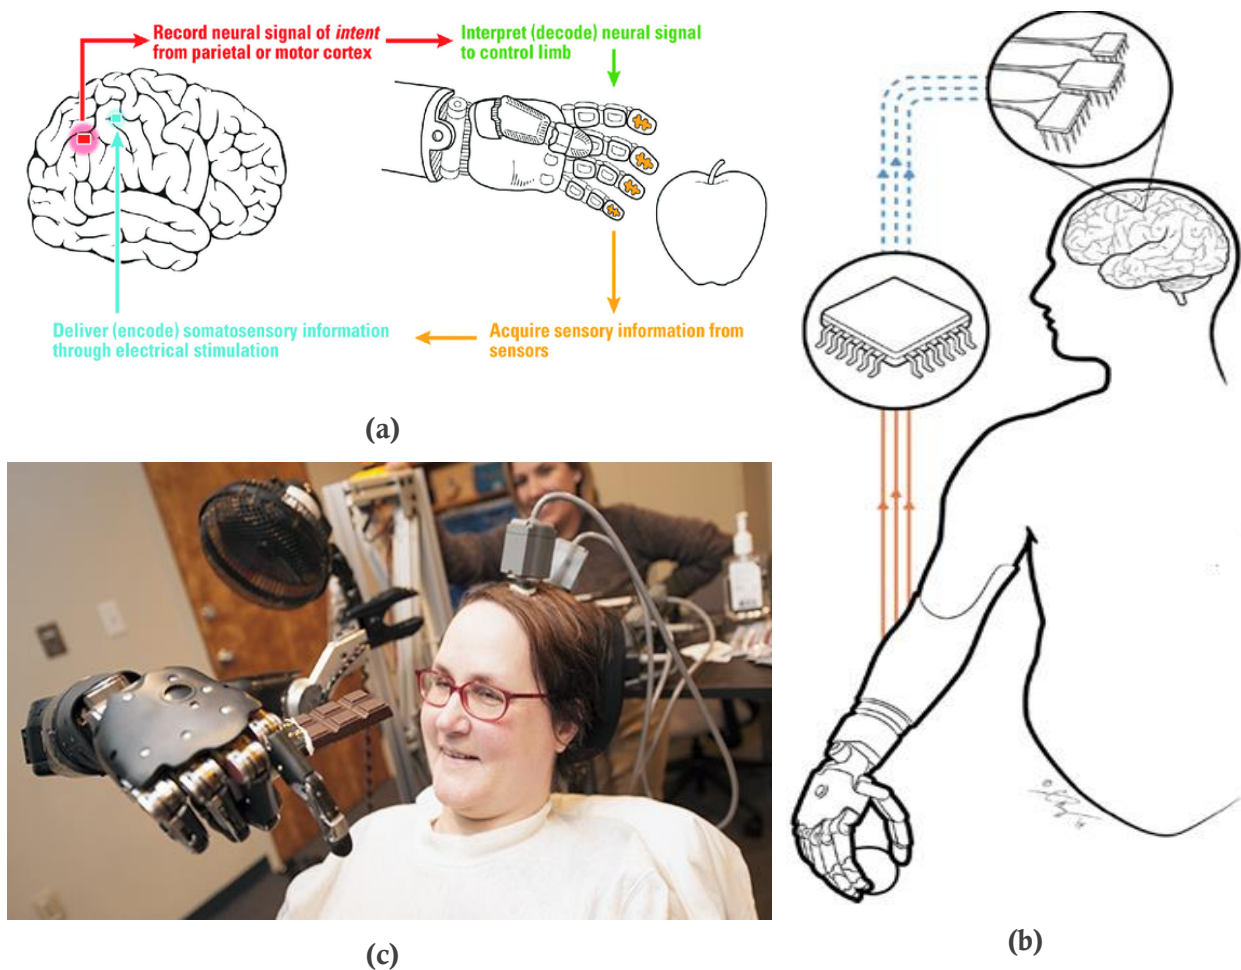 Record neural signal of intent
from parietal or motor cortex
Interpret (decode) neural signal
to control limb
Deliver (encode) somatosensory information
through electrical stimulation
Acquire sensory information from
sensors
(a)
(c)
(b)